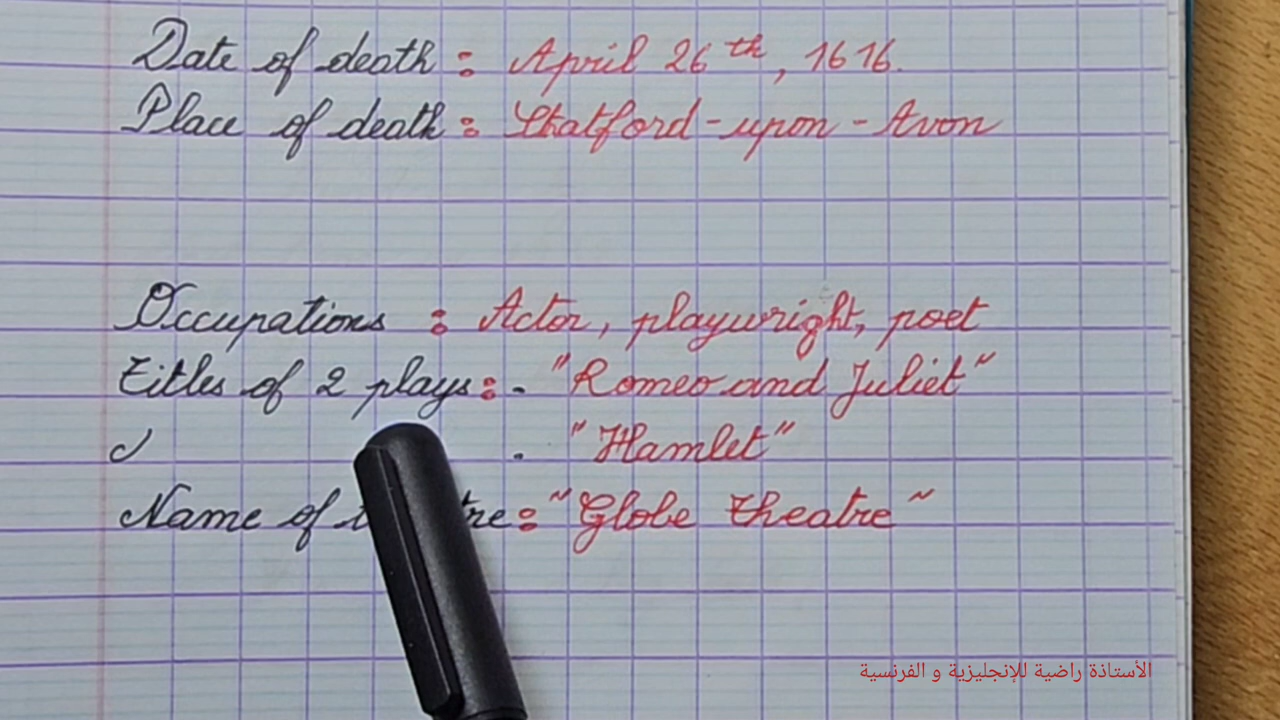 Date of death : April 26th, 1616.
Place of death : Statford-upon-Avon
Occupations : Actor, playwright, poet
Titles of 2 plays : - "Romeo and Juliet"
- "Hamlet"
Name of : "Globe Theatre"
الأستاذة راضية للإنجليزية و الفرنسية